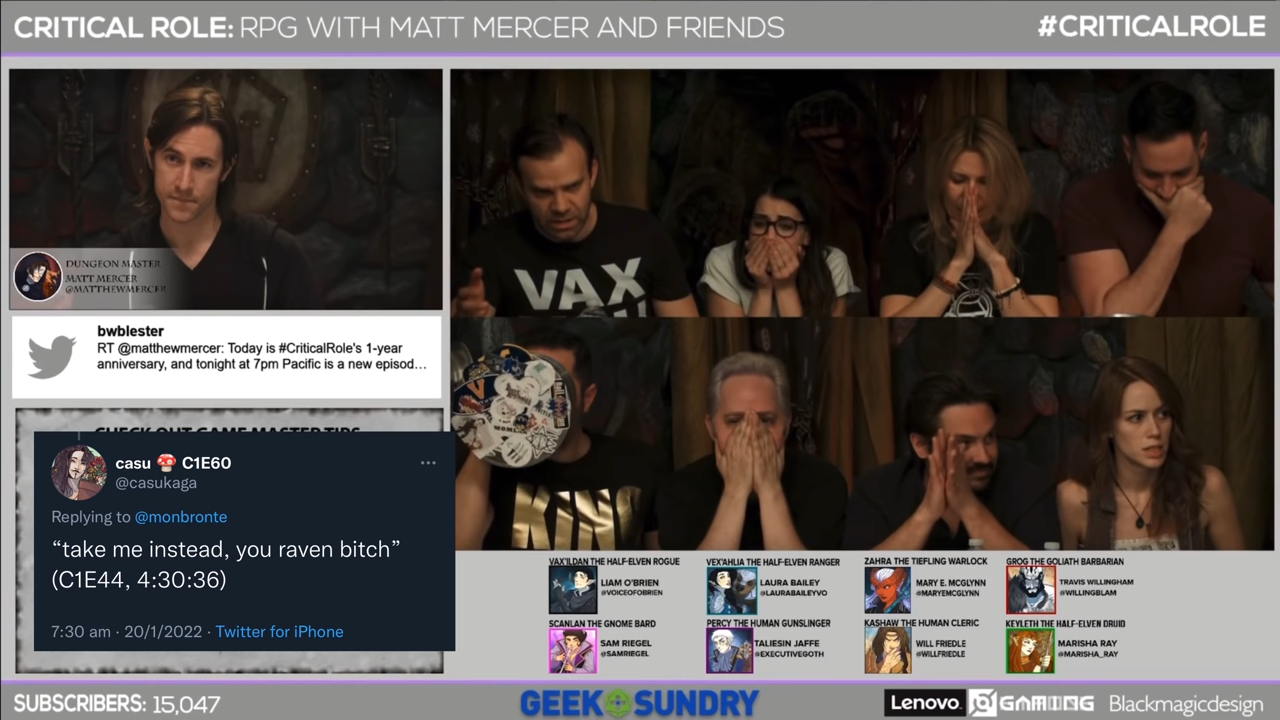 CRITICAL ROLE: RPG WITH MATT MERCER AND FRIENDS
#CRITICALROLE
DUNGEON MASTER
MATT MERCER
@MATTHEWMERCER
VAX
bwblester
RT @matthewmercer: Today is #CriticalRole's 1-year
anniversary, and tonight at 7pm Pacific is a new episod...
CHECK OUT GAME MASTER TIPS
casu 🍄 C1E60
@casukaga
Replying to @monbronte
“take me instead, you raven bitch”
(C1E44, 4:30:36)
7:30 am · 20/1/2022 · Twitter for iPhone
KING
VAX'ILDAN THE HALF-ELVEN ROGUE
LIAM O'BRIEN
@VOICEOFOBRIEN
VEX'AHLIA THE HALF-ELVEN RANGER
LAURA BAILEY
@LAURABAILEYVO
ZAHRA THE TIEFLING WARLOCK
MARY E. MCGLYNN
@MARYEMCGLYNN
GROG THE GOLIATH BARBARIAN
TRAVIS WILLINGHAM
@WILLINGBLAM
SCANLAN THE GNOME BARD
SAM RIEGEL
@SAMRIEGEL
PERCY THE HUMAN GUNSLINGER
TALIESIN JAFFE
@EXECUTIVEGOTH
KASHAW THE HUMAN CLERIC
WILL FRIEDLE
@WILLFRIEDLE
KEYLETH THE HALF-ELVEN DRUID
MARISHA RAY
@MARISHA_RAY
SUBSCRIBERS: 15,047
GEEK & SUNDRY
Lenovo
GAMING
Blackmagicdesign